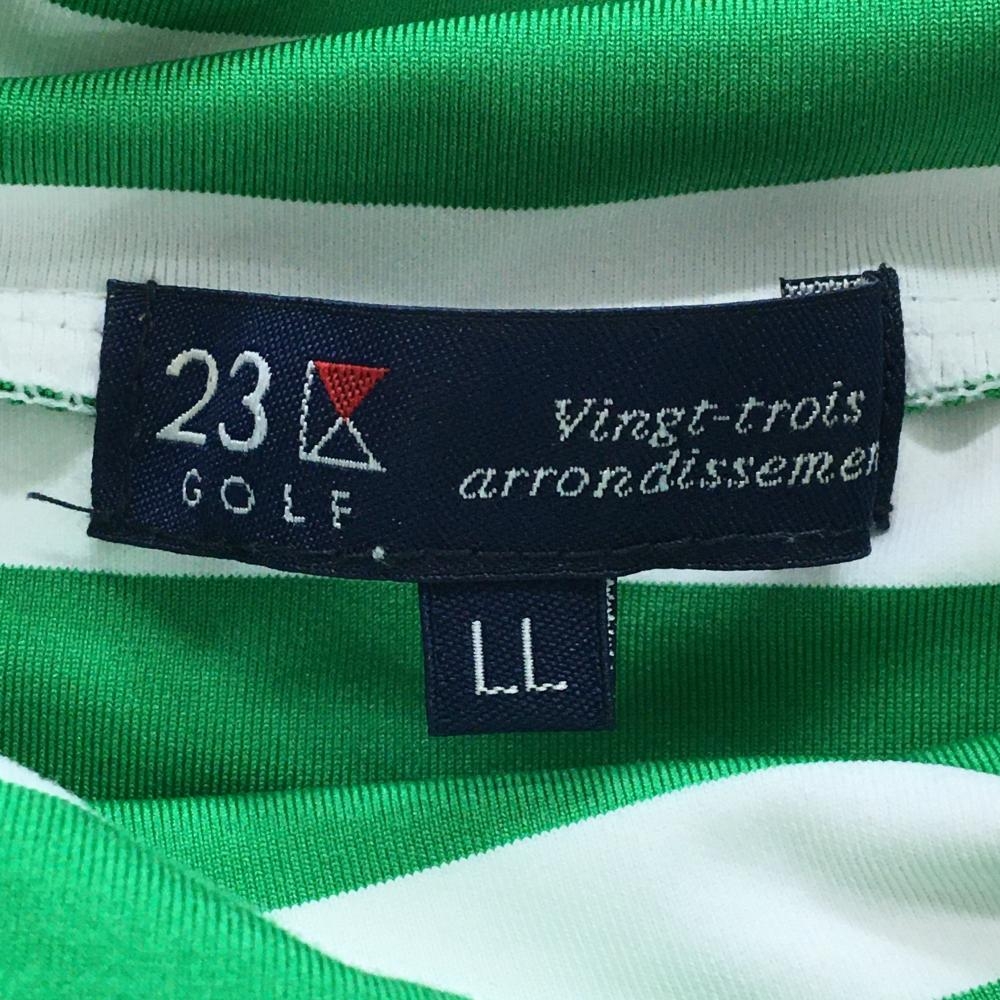 23
GOLF
Vingt-trois
arrondissemen
LL